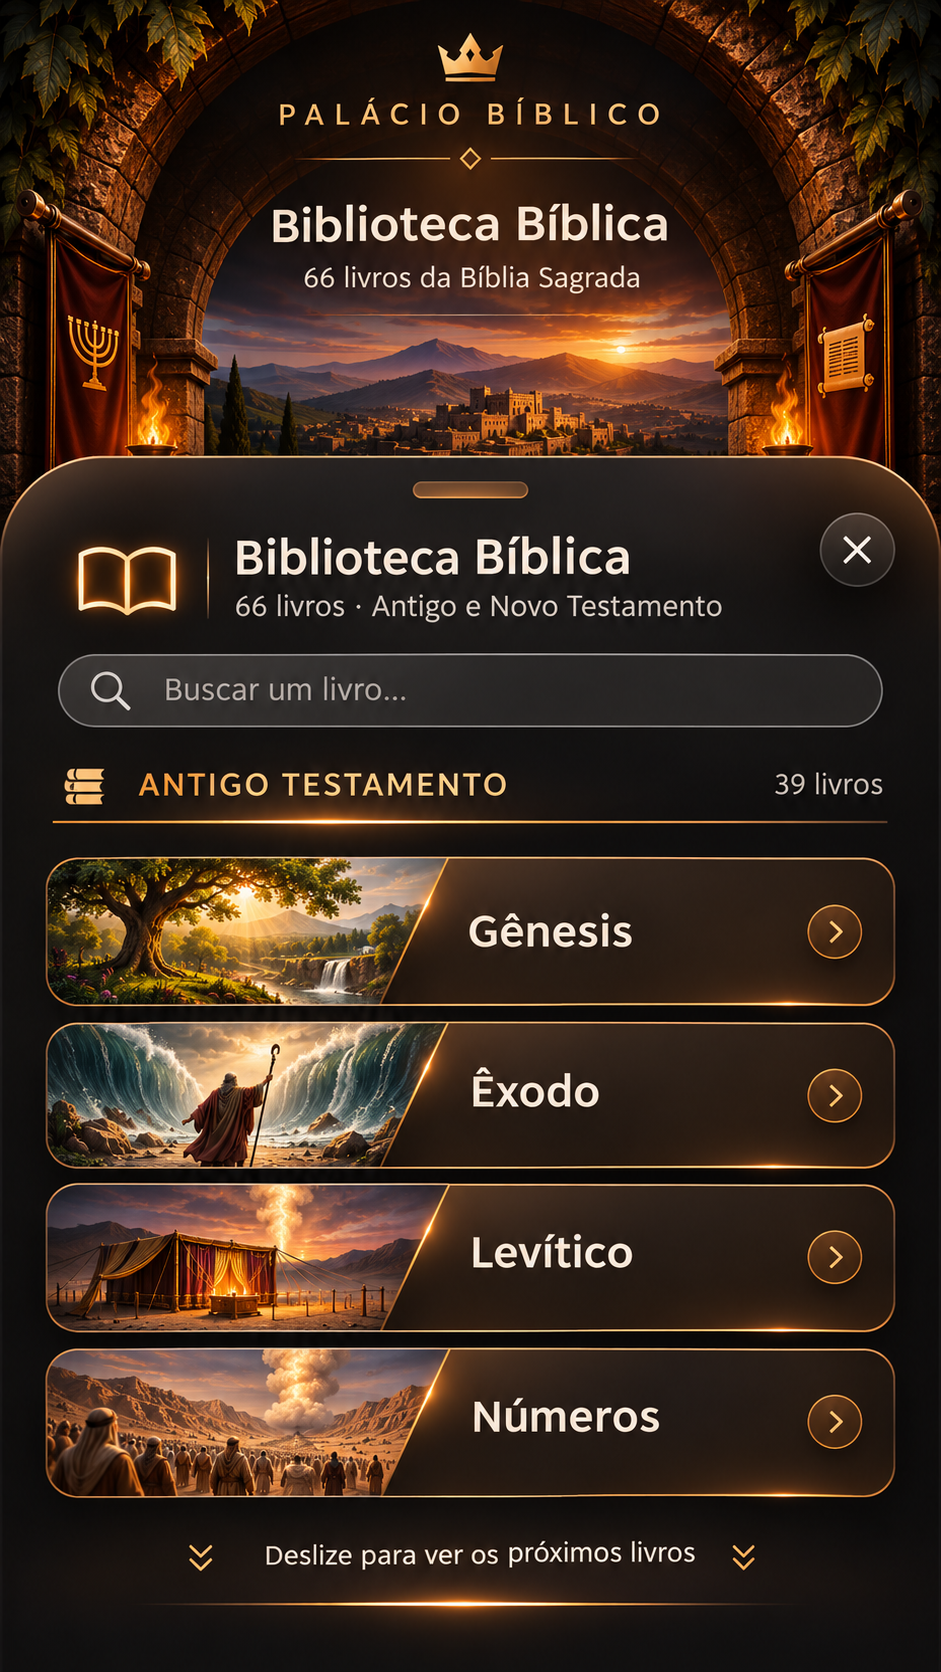 PALÁCIO BÍBLICO
Biblioteca Bíblica
66 livros da Bíblia Sagrada
Biblioteca Bíblica
66 livros · Antigo e Novo Testamento
Buscar um livro...
ANTIGO TESTAMENTO
39 livros
Gênesis
Êxodo
Levítico
Números
Deslize para ver os próximos livros